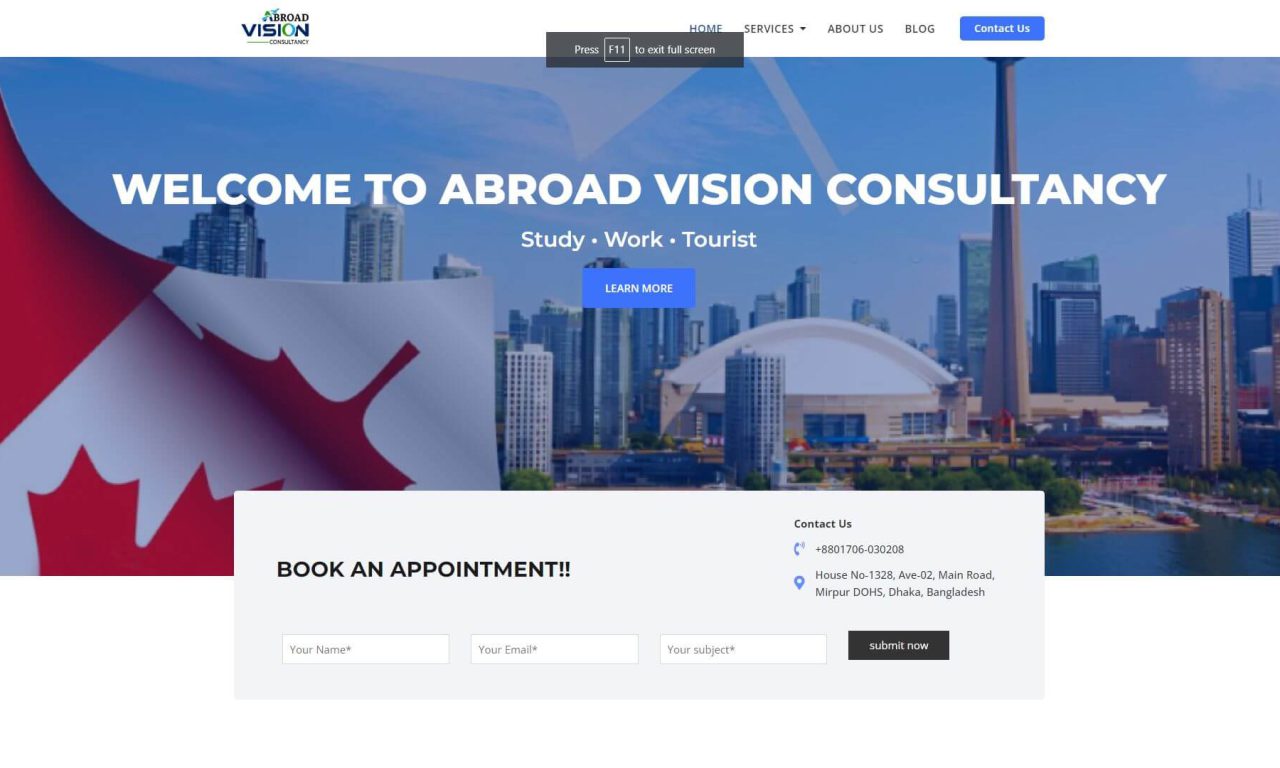 ABROAD
VISION
CONSULTANCY
HOME
SERVICES
ABOUT US
BLOG
Contact Us
Press F11 to exit full screen
WELCOME TO ABROAD VISION CONSULTANCY
Study • Work • Tourist
LEARN MORE
Contact Us
+8801706-030208
BOOK AN APPOINTMENT!!
House No-1328, Ave-02, Main Road,
Mirpur DOHS, Dhaka, Bangladesh
Your Name*
Your Email*
Your subject*
submit now